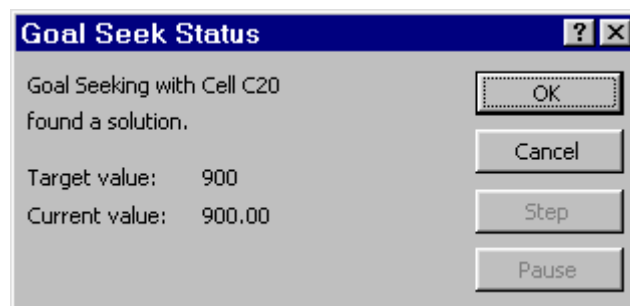 Goal Seek Status
Goal Seeking with Cell C20
found a solution.
Target value: 900
Current value: 900.00
OK
Cancel
Step
Pause